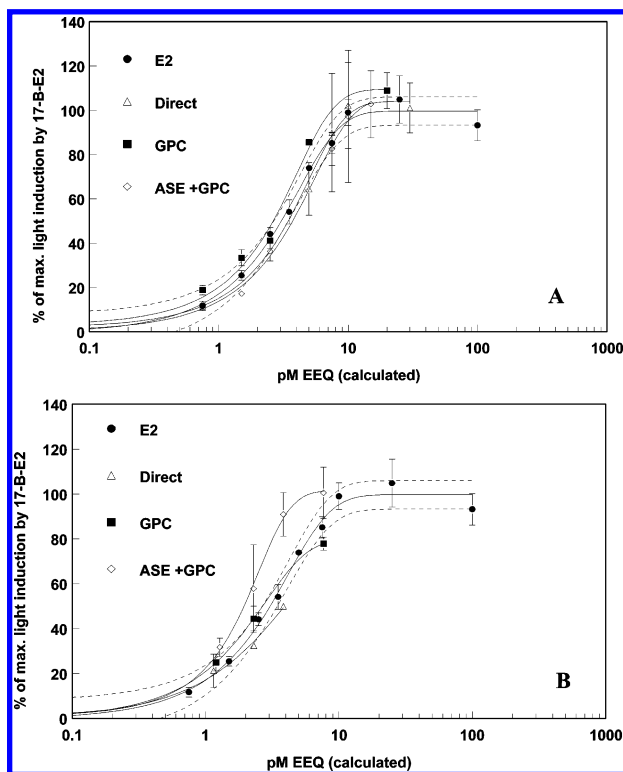 % of max. light induction by 17-B-E2
140
120
100
80
60
40
20
0
E2
Direct
GPC
ASE +GPC
A
0.1
1
10
100
1000
pM EEQ (calculated)
% of max. light induction by 17-B-E2
140
120
100
80
60
40
20
0
E2
Direct
GPC
ASE +GPC
B
0.1
1
10
100
1000
pM EEQ (calculated)